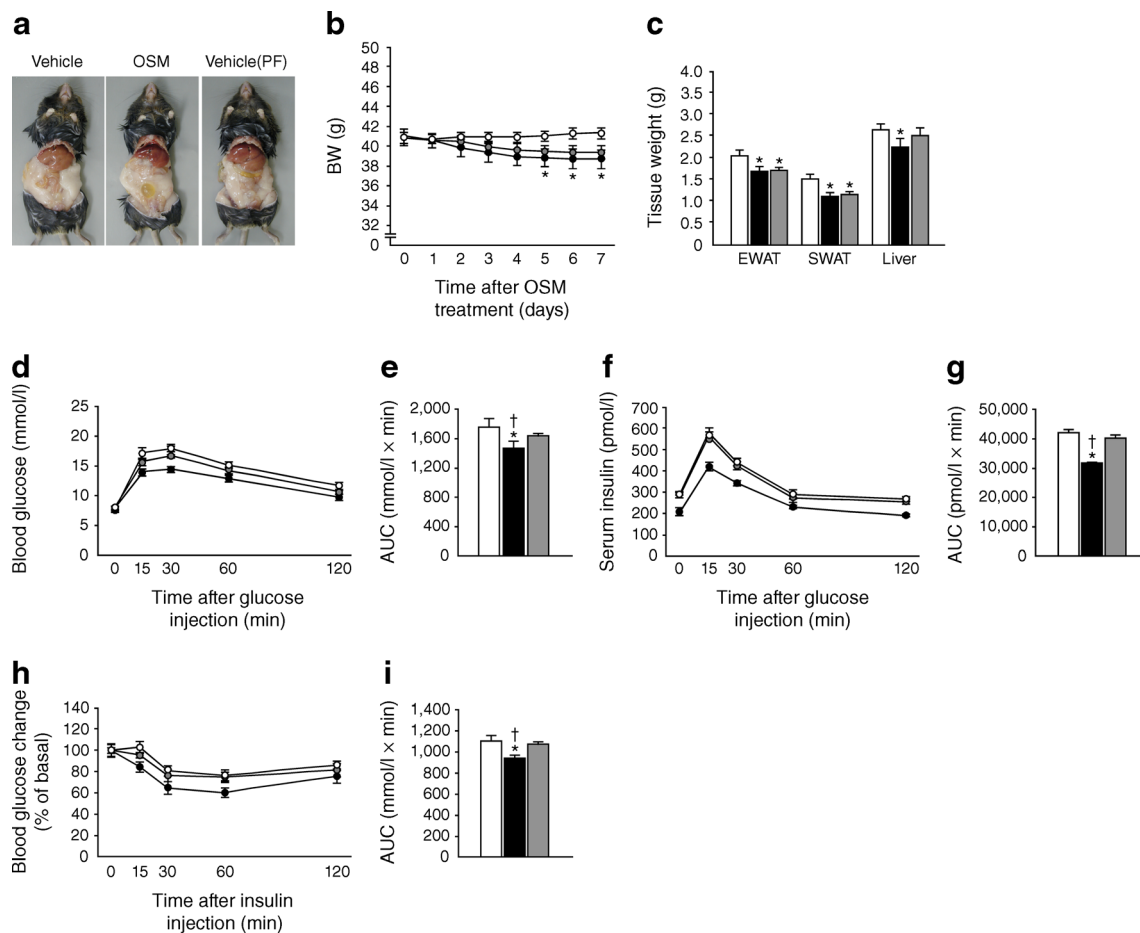 a
Vehicle OSM Vehicle(PF)
b
BW (g)
50
48
46
44
42
40
38
36
34
32
0
* * *
0 1 2 3 4 5 6 7
Time after OSM
treatment (days)
c
Tissue weight (g)
4.0
3.5
3.0
2.5
2.0
1.5
1.0
0.5
0
* * * * *
EWAT SWAT Liver
d
Blood glucose (mmol/l)
25
20
15
10
5
0
0 15 30 60 120
Time after glucose
injection (min)
e
AUC (mmol/l × min)
2,000
1,600
1,200
800
400
0
†
*
f
Serum insulin (pmol/l)
700
600
500
400
300
200
100
0
0 15 30 60 120
Time after glucose
injection (min)
g
AUC (pmol/l × min)
50,000
40,000
30,000
20,000
10,000
0
†
*
h
Blood glucose change
(% of basal)
140
120
100
80
60
40
20
0
0 15 30 60 120
Time after insulin
injection (min)
i
AUC (mmol/l × min)
1,400
1,200
1,000
800
600
400
200
0
†
*